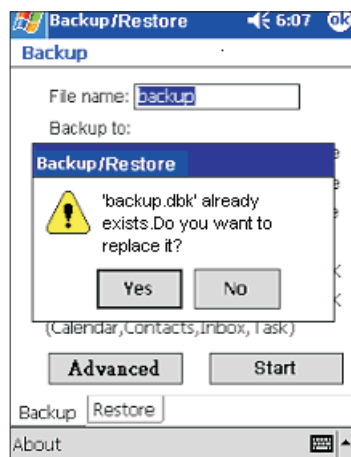 Backup/Restore 6:07 ok
Backup
File name: backup
Backup to:
Backup/Restore
'backup.dbk' already
exists.Do you want to
replace it?
Yes No
(Calendar,Contacts,Inbox,Task)
Advanced Start
Backup Restore
About